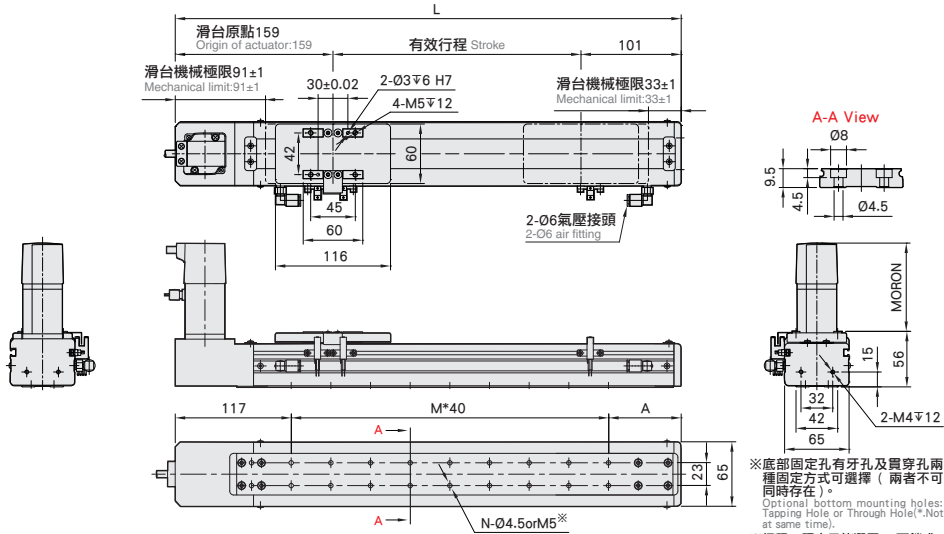 L
滑台原點159
Origin of actuator:159
有效行程 Stroke
101
滑台機械極限91±1
Mechanical limit:91±1
30±0.02
2-Ø3↧6 H7
4-M5↧12
滑台機械極限33±1
Mechanical limit:33±1
42
60
45
60
116
2-Ø6氣壓接頭
2-Ø6 air fitting
A-A View
Ø8
9.5
4.5
Ø4.5
MORON
56
15
32
42
65
2-M4↧12
117
M*40
A
A
A
23
65
N-Ø4.5orM5※
※底部固定孔有牙孔及貫穿孔兩
種固定方式可選擇 ( 兩者不可
同時存在 )。
Optional bottom mounting holes:
Tapping Hole or Through Hole(*.Not
at same time).